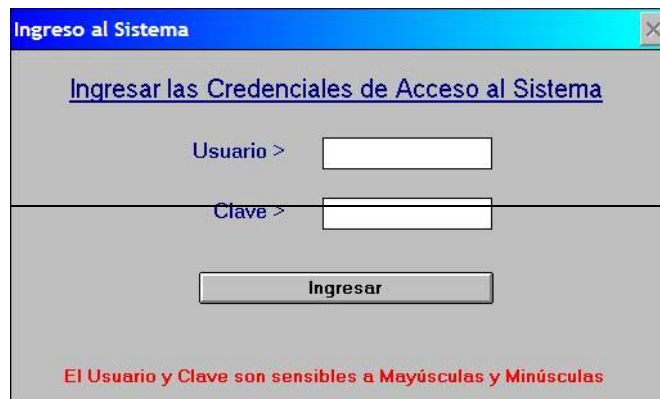 Ingreso al Sistema
Ingresar las Credenciales de Acceso al Sistema
Usuario >
Clave >
Ingresar
El Usuario y Clave son sensibles a Mayúsculas y Minúsculas